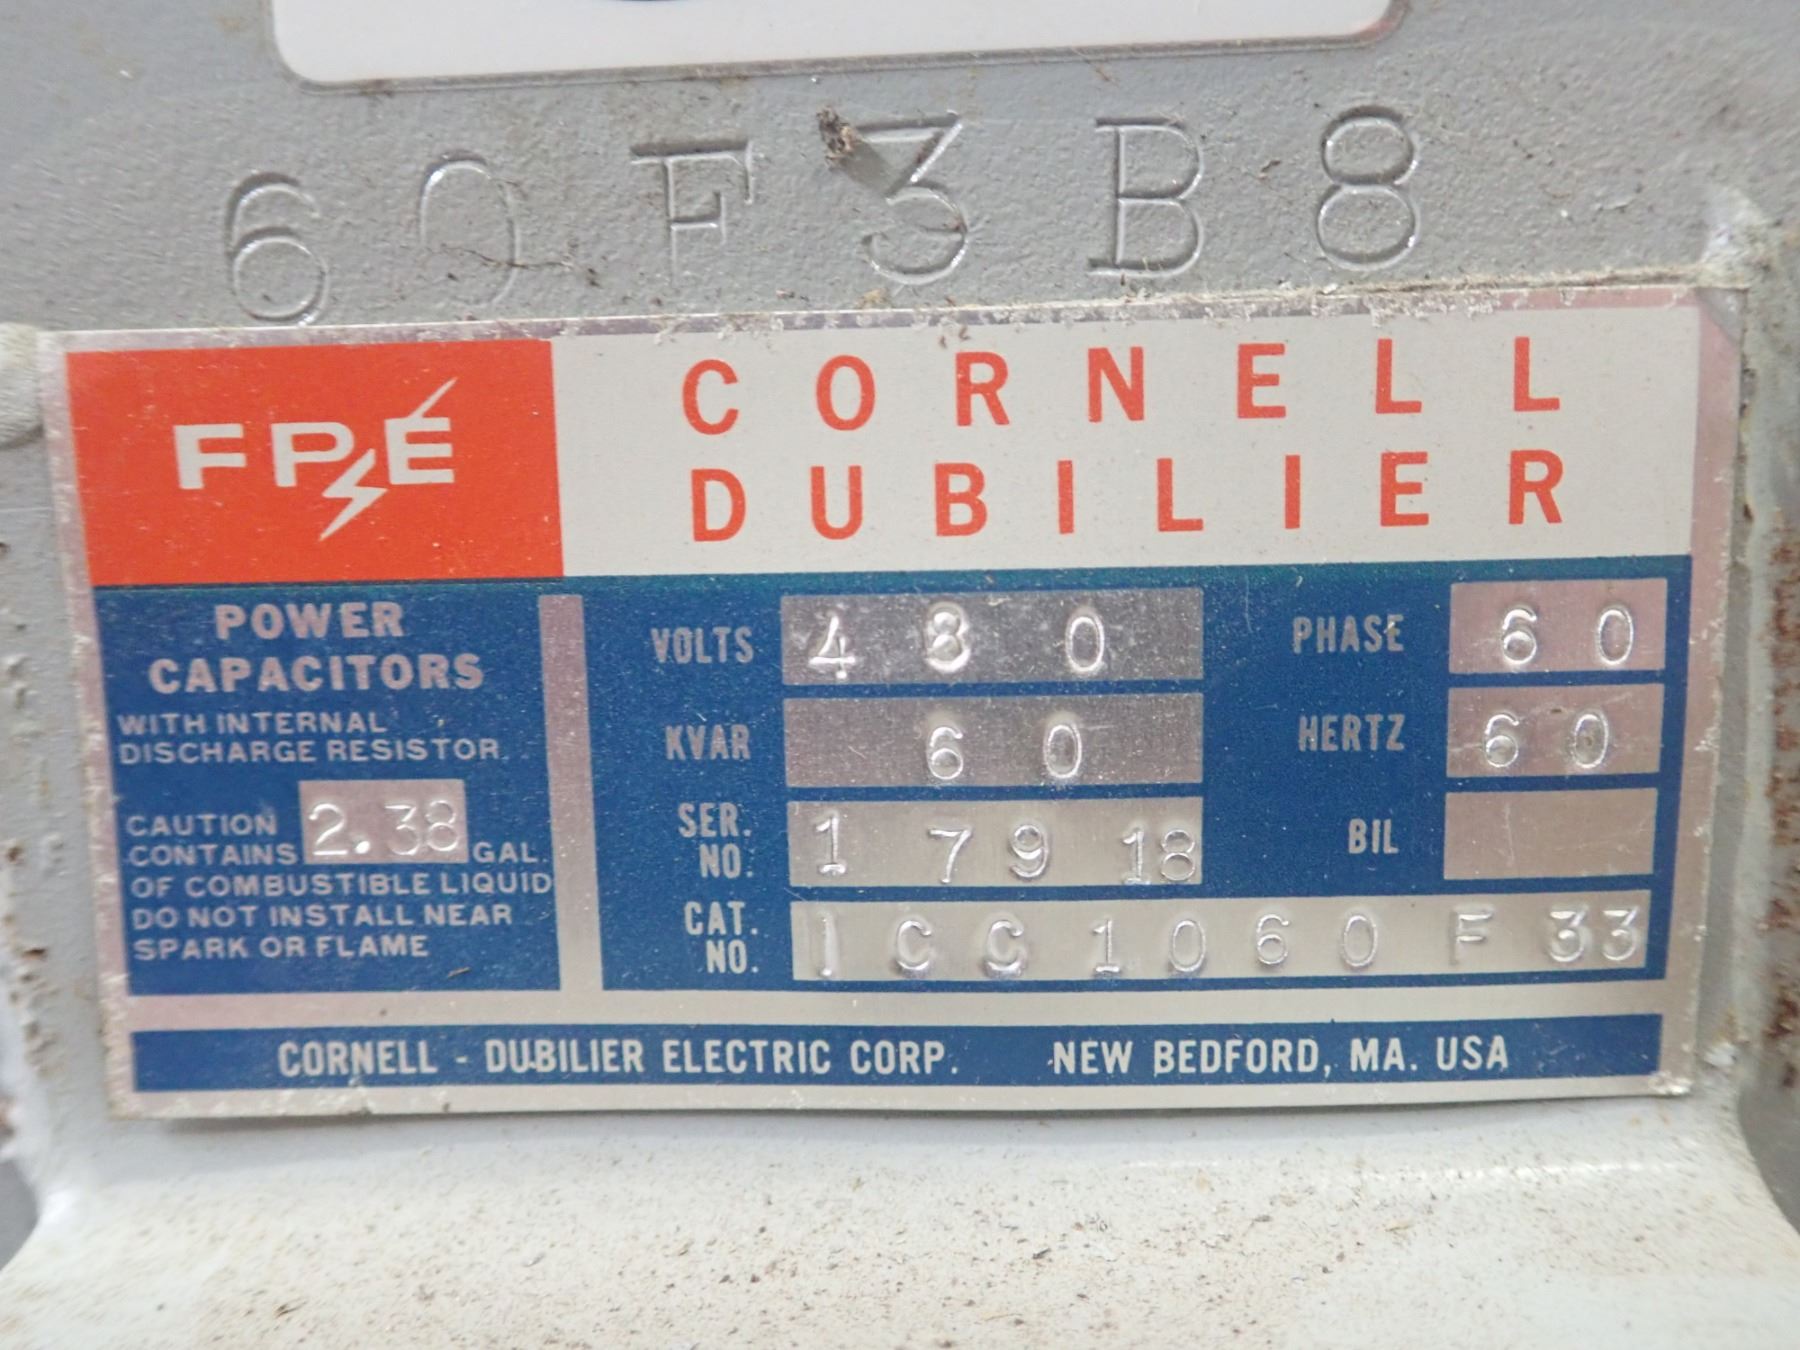 60F3B8
FPE
CORNELL
DUBILIER
POWER
CAPACITORS
WITH INTERNAL
DISCHARGE RESISTOR
CAUTION
CONTAINS 2.38 GAL.
OF COMBUSTIBLE LIQUID
DO NOT INSTALL NEAR
SPARK OR FLAME
VOLTS 480
PHASE 60
KVAR 60
HERTZ 60
SER. NO. 1 79 18
BIL
CAT. NO. 1CC1060F33
CORNELL - DUBILIER ELECTRIC CORP. NEW BEDFORD, MA. USA